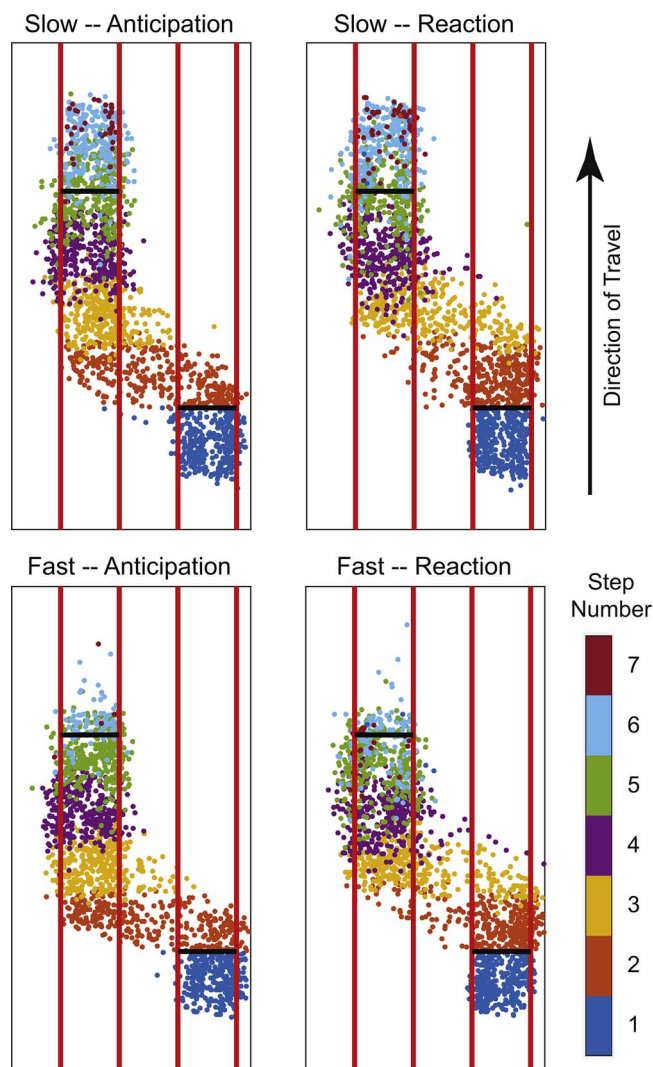 Slow -- Anticipation
Slow -- Reaction
Direction of Travel
Fast -- Anticipation
Fast -- Reaction
Step
Number
7
6
5
4
3
2
1